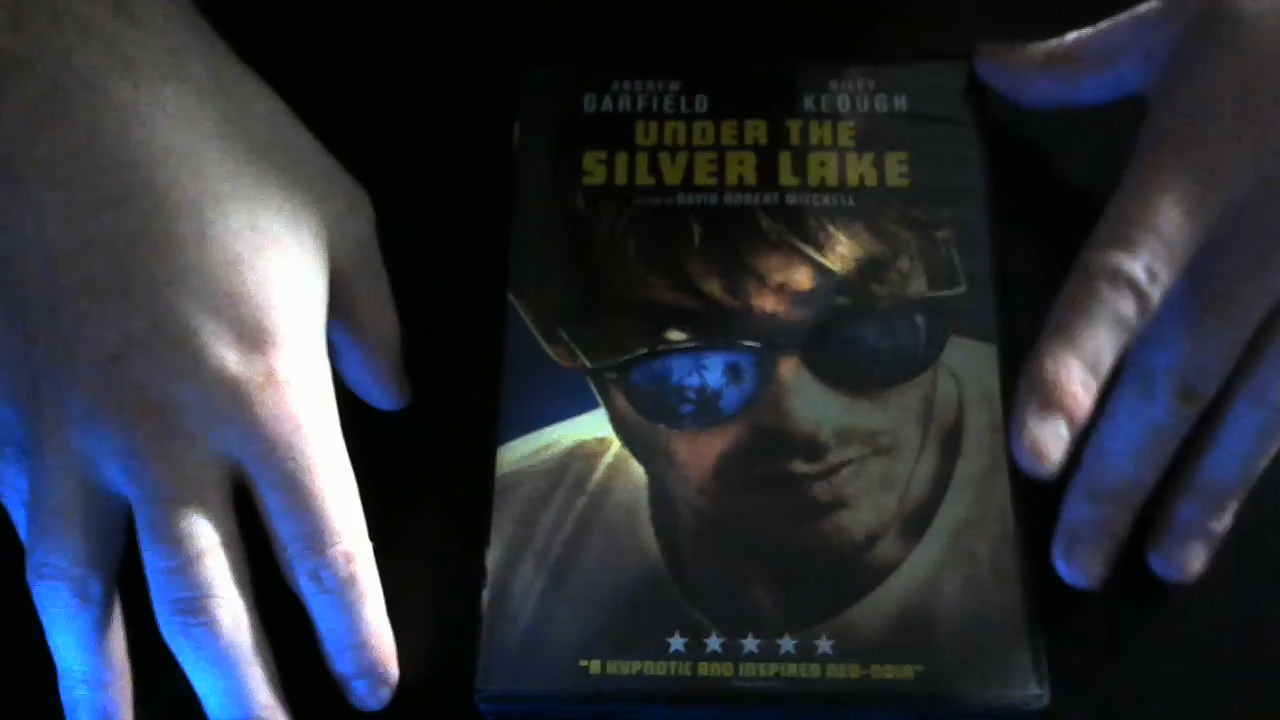 ANDREW RILEY
GARFIELD KEOUGH
UNDER THE
SILVER LAKE
DAVID ROBERT MITCHELL
"A HYPNOTIC AND INSPIRED NEO-NOIR"